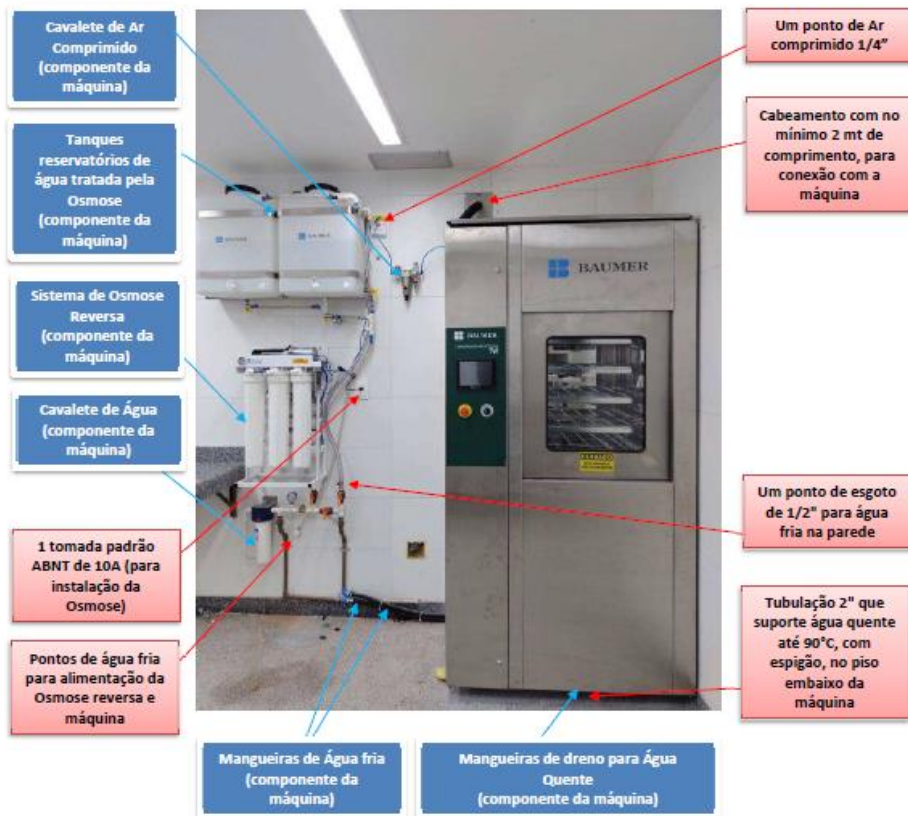 Cavalete de Ar
Comprimido
(componente da
máquina)
Tanques
reservatórios de
água tratada pela
Osmose
(componente da
máquina)
Sistema de Osmose
Reversa
(componente da
máquina)
Cavalete de Água
(componente da
máquina)
1 tomada padrão
ABNT de 10A (para
instalação da
Osmose)
Pontos de água fria
para alimentação da
Osmose reversa e
máquina
BAUMER
BAUMER
BAUMER
BAUMER
Um ponto de Ar
comprimido 1/4”
Cabeamento com no
mínimo 2 mt de
comprimento, para
conexão com a
máquina
Um ponto de esgoto
de 1/2" para água
fria na parede
Tubulação 2" que
suporte água quente
até 90°C, com
espigão, no piso
embaixo da
máquina
Mangueiras de Água fria
(componente da
máquina)
Mangueiras de dreno para Água
Quente
(componente da máquina)